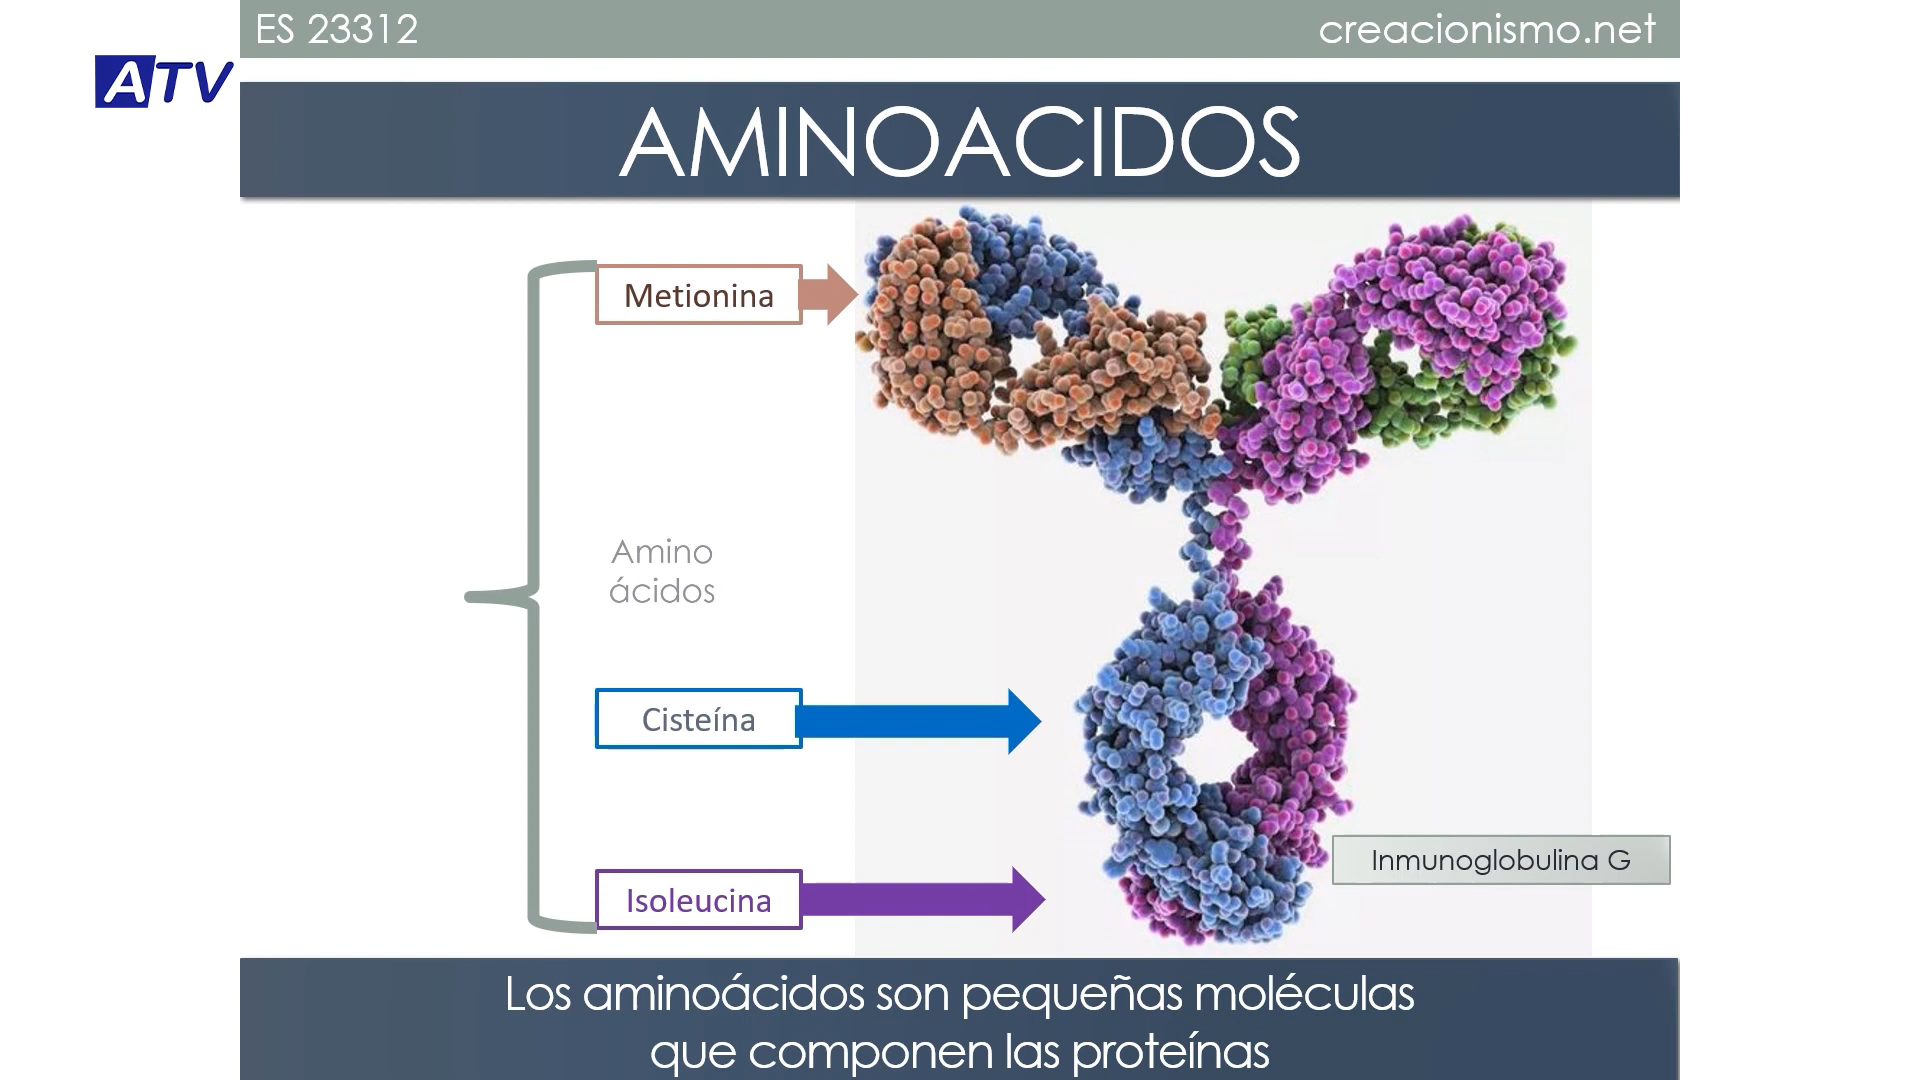 ES 23312
creacionismo.net
ATV
AMINOACIDOS
Metionina
Amino
ácidos
Cisteína
Inmunoglobulina G
Isoleucina
Los aminoácidos son pequeñas moléculas
que componen las proteínas